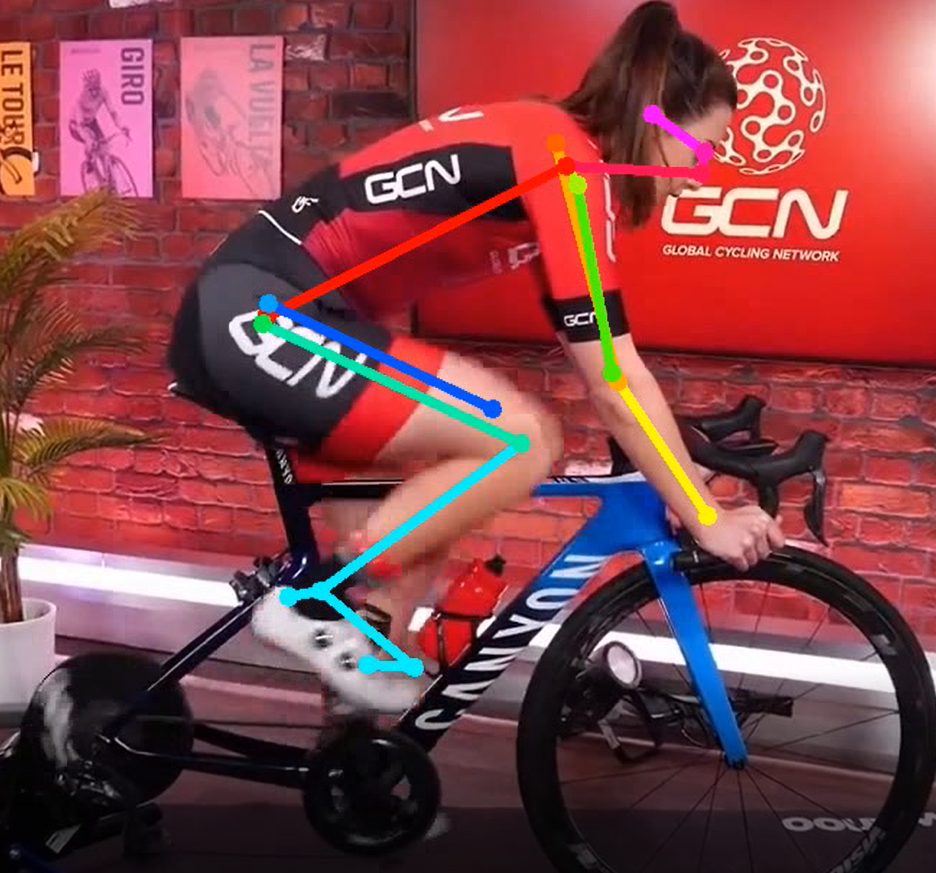 LE TOUR
GIRO
LA VUELTA
GCN
GCN
GLOBAL CYCLING NETWORK
GCN
GCN
CANYON